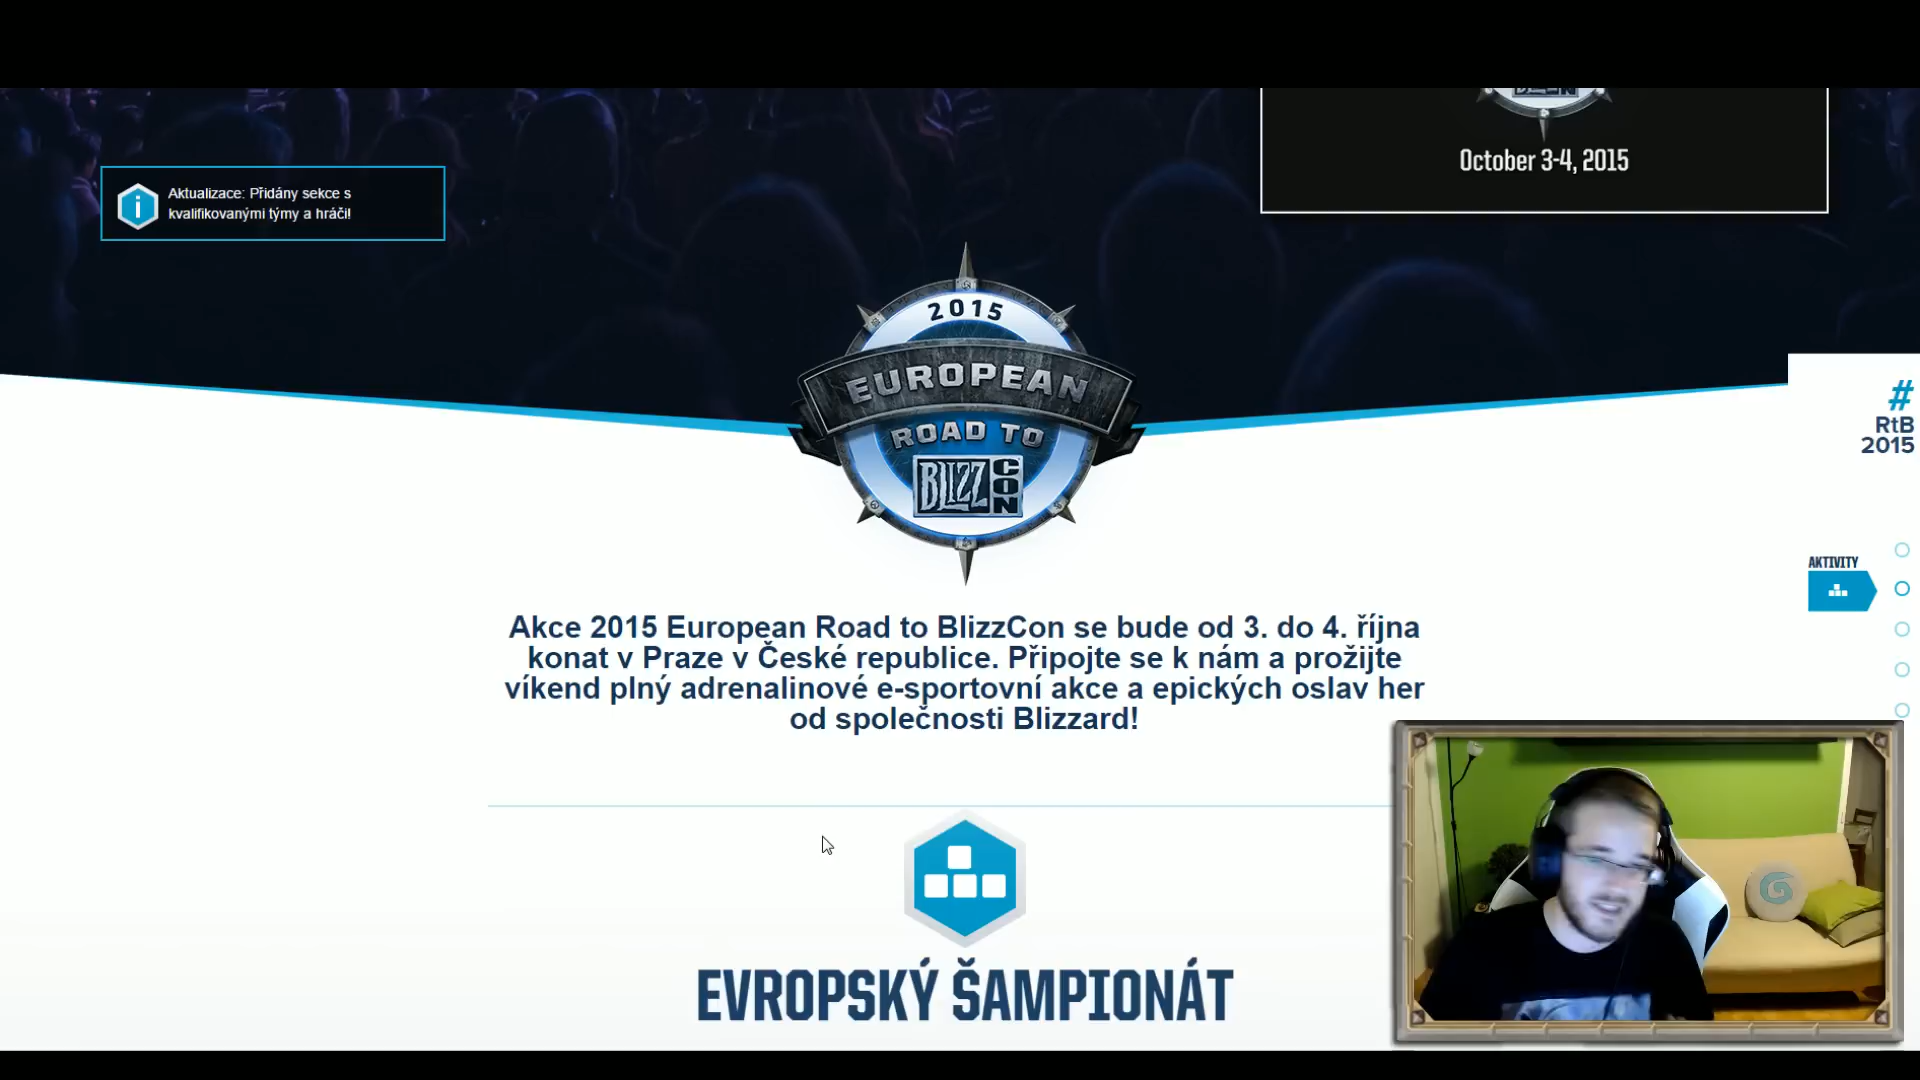 October 3-4, 2015
Aktualizace: Přidány sekce s
kvalifikovanými týmy a hráči!
2015
EUROPEAN
ROAD TO
BLIZZCON
#
RtB
2015
AKTIVITY
Akce 2015 European Road to BlizzCon se bude od 3. do 4. října
konat v Praze v České republice. Připojte se k nám a prožijte
víkend plný adrenalinové e-sportovní akce a epických oslav her
od společnosti Blizzard!
EVROPSKÝ ŠAMPIONÁT